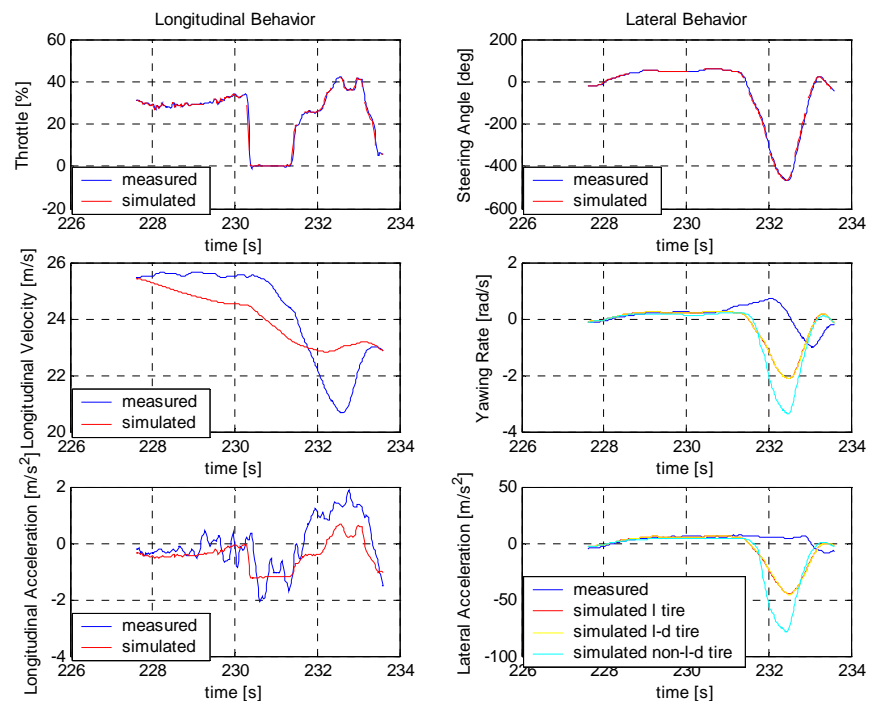 Longitudinal Behavior
Throttle [%]
60
40
20
0
-20
measured
simulated
226 228 230 232 234
time [s]
Lateral Behavior
Steering Angle [deg]
200
0
-200
-400
-600
measured
simulated
226 228 230 232 234
time [s]
Longitudinal Velocity [m/s]
26
24
22
20
measured
simulated
226 228 230 232 234
time [s]
Yawing Rate [rad/s]
2
0
-2
-4
226 228 230 232 234
time [s]
Longitudinal Acceleration [m/s²]
2
0
-2
-4
measured
simulated
226 228 230 232 234
time [s]
Lateral Acceleration [m/s²]
50
0
-50
-100
measured
simulated l tire
simulated l-d tire
simulated non-l-d tire
226 228 230 232 234
time [s]